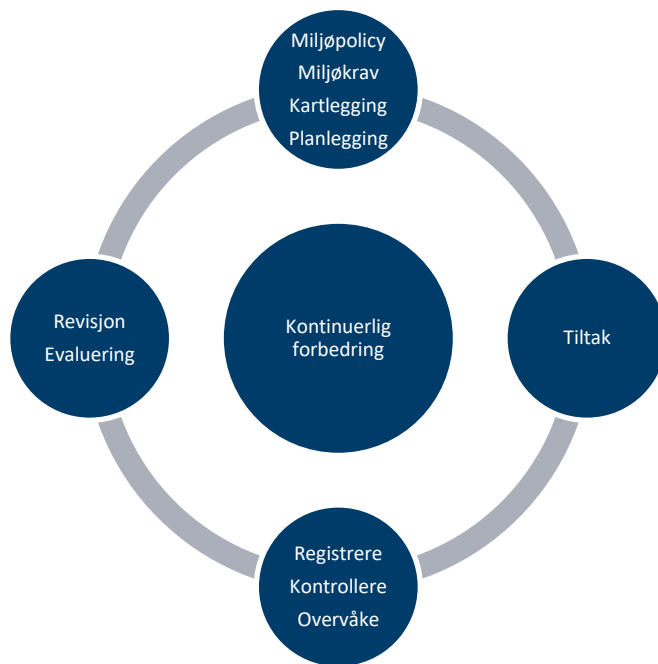 Miljøpolicy
Miljøkrav
Kartlegging
Planlegging
Revisjon
Evaluering
Kontinuerlig
forbedring
Tiltak
Registrere
Kontrollere
Overvåke